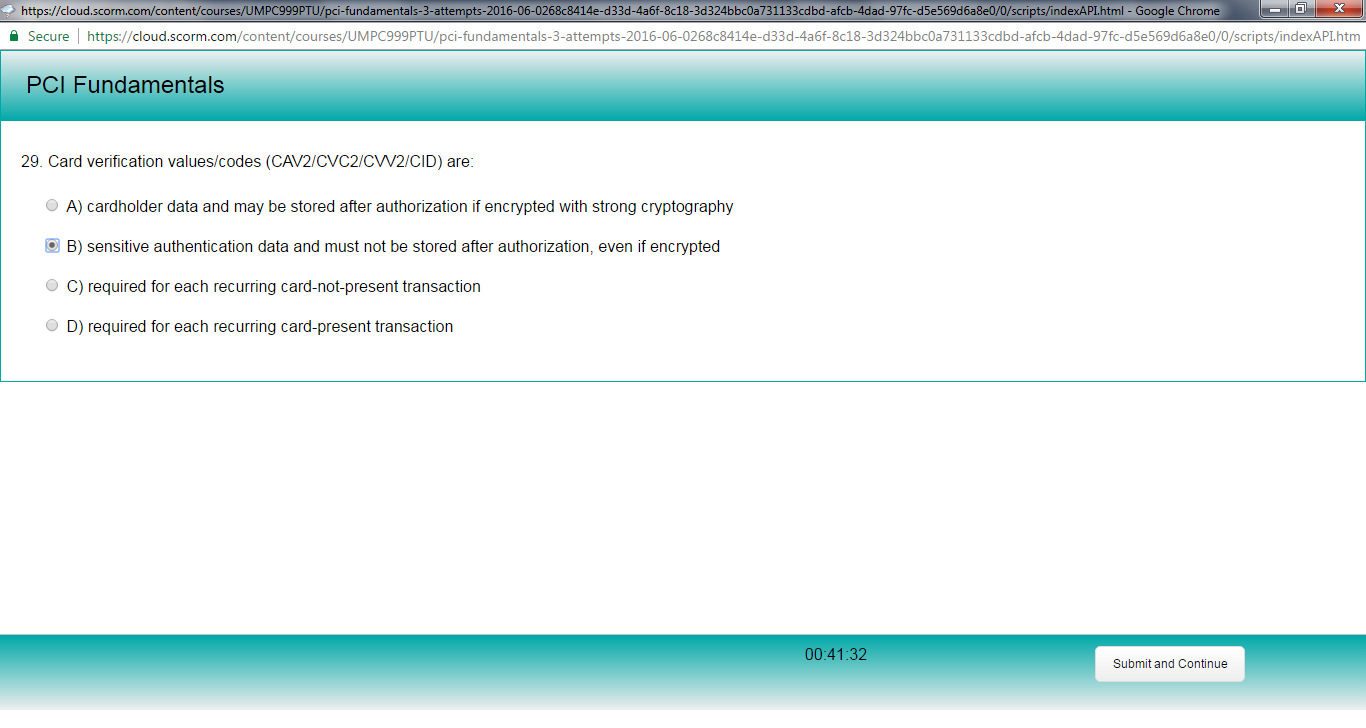 https://cloud.scorm.com/content/courses/UMPC999PTU/pci-fundamentals-3-attempts-2016-06-0268c8414e-d33d-4a6f-8c18-3d324bbc0a731133cdbd-afcb-4dad-97fc-d5e569d6a8e0/0/scripts/indexAPI.html - Google Chrome
Secure https://cloud.scorm.com/content/courses/UMPC999PTU/pci-fundamentals-3-attempts-2016-06-0268c8414e-d33d-4a6f-8c18-3d324bbc0a731133cdbd-afcb-4dad-97fc-d5e569d6a8e0/0/scripts/indexAPI.htm
PCI Fundamentals
29. Card verification values/codes (CAV2/CVC2/CVV2/CID) are:
A) cardholder data and may be stored after authorization if encrypted with strong cryptography
B) sensitive authentication data and must not be stored after authorization, even if encrypted
C) required for each recurring card-not-present transaction
D) required for each recurring card-present transaction
00:41:32
Submit and Continue